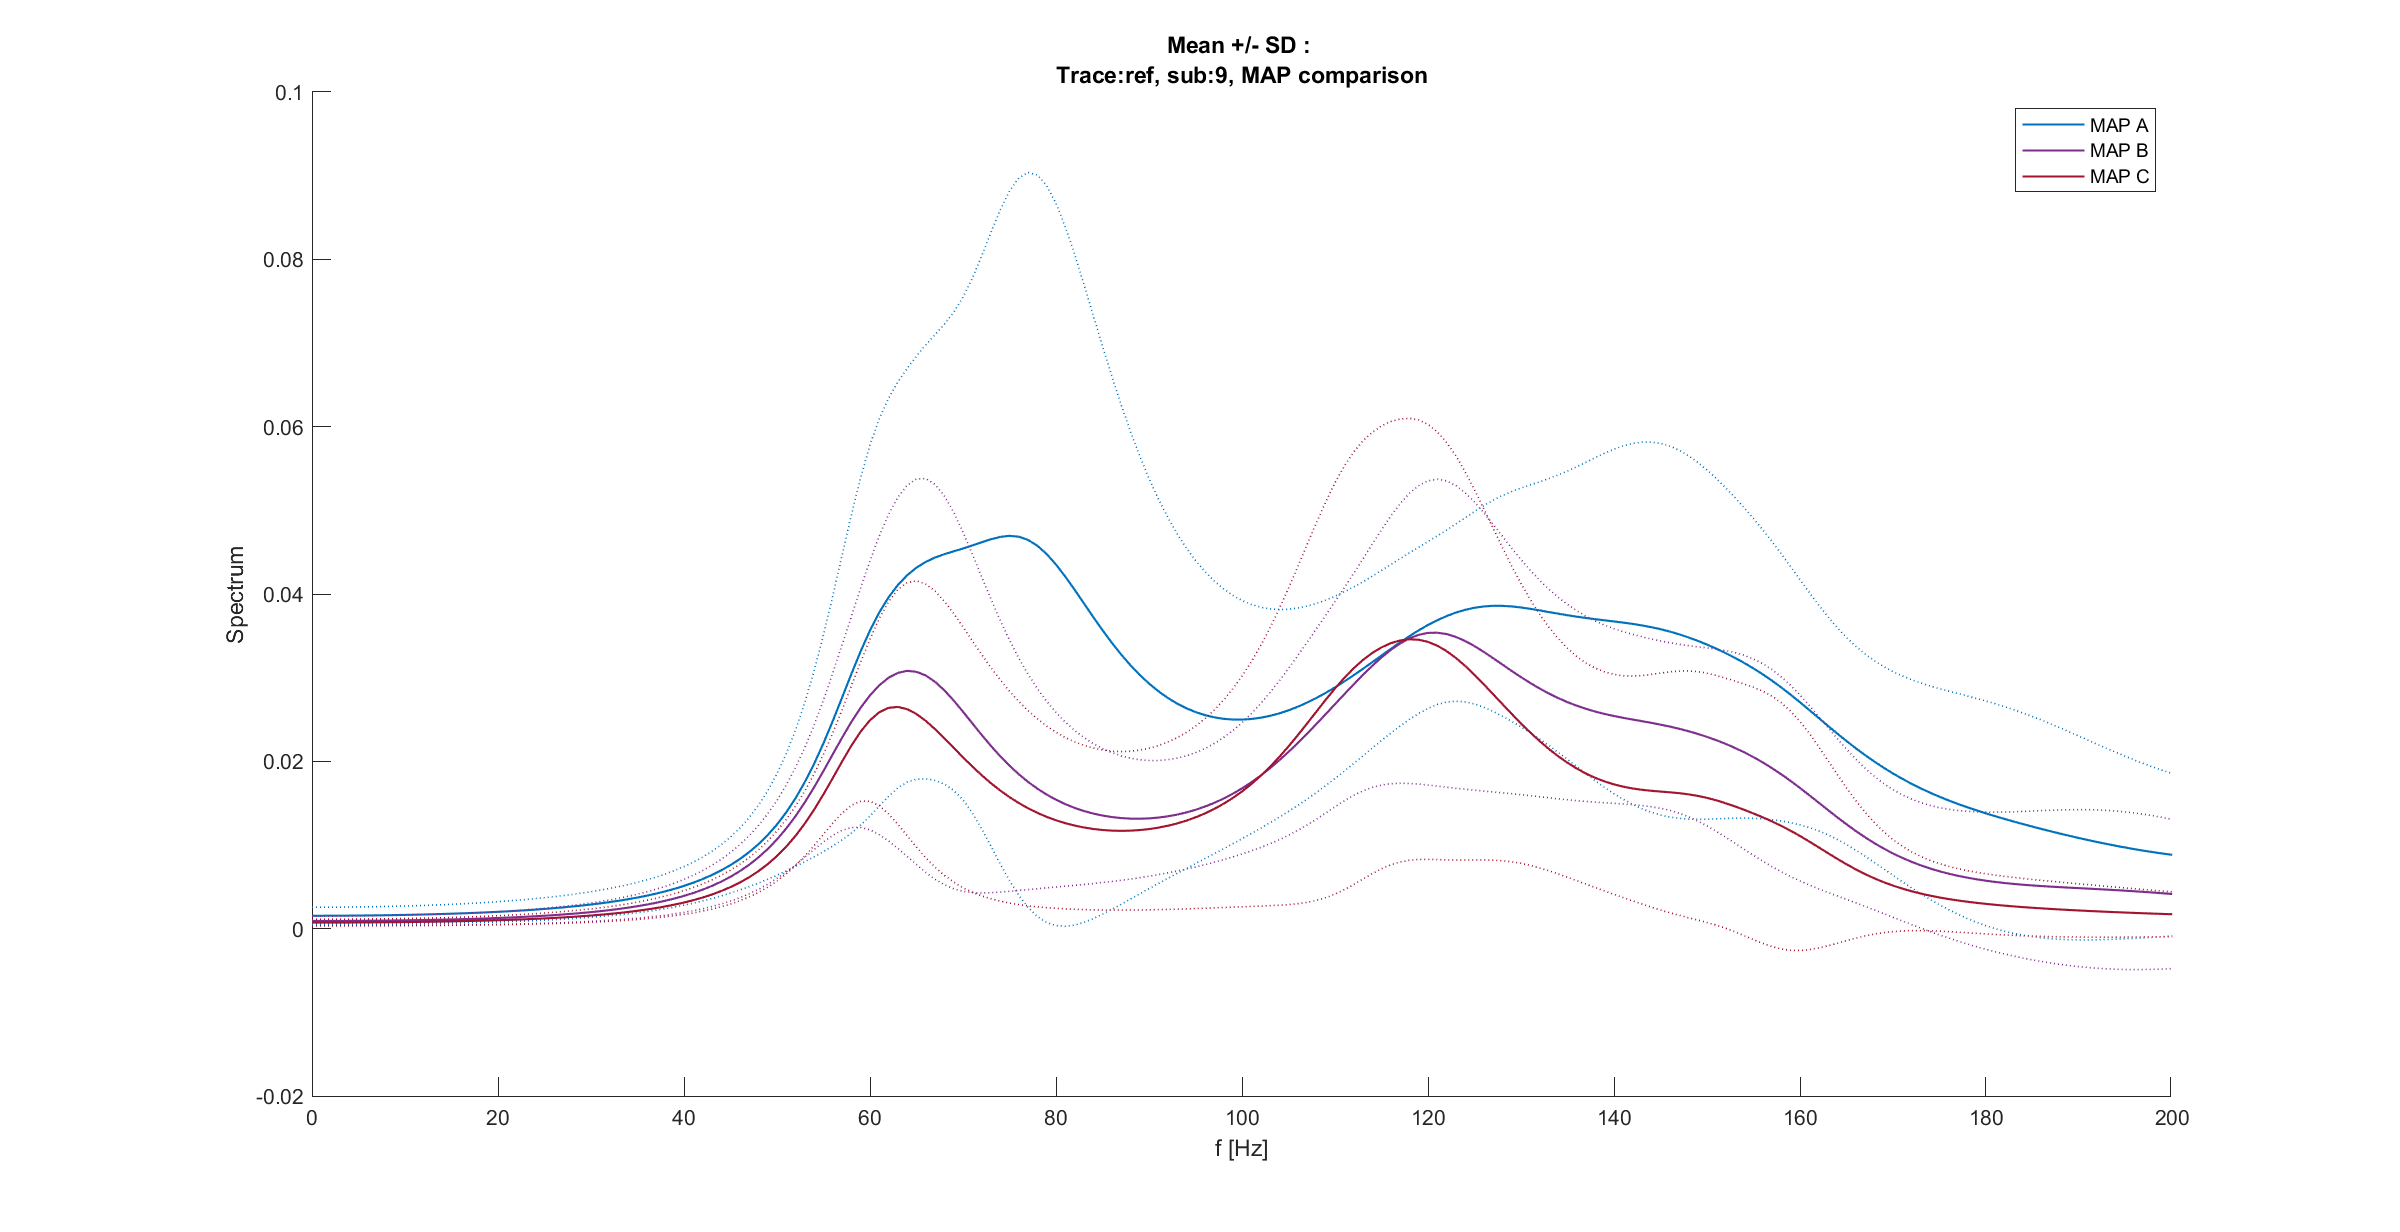 Mean +/- SD :
Trace:ref, sub:9, MAP comparison
0.1
0.08
0.06
0.04
0.02
0
-0.02
Spectrum
MAP A
MAP B
MAP C
0 20 40 60 80 100 120 140 160 180 200
f [Hz]